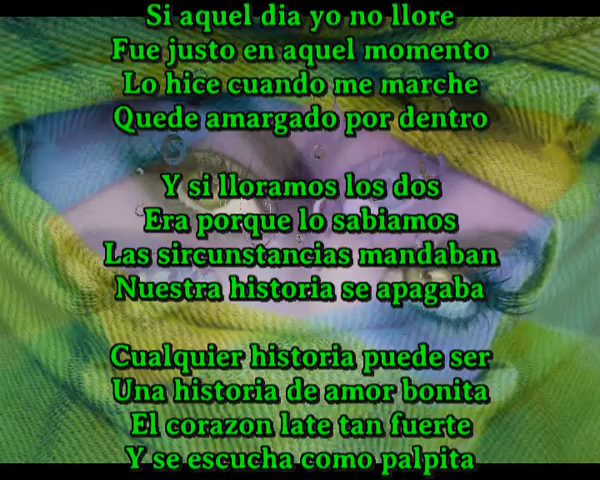 Si aquel dia yo no llore
Fue justo en aquel momento
Lo hice cuando me marche
Quede amargado por dentro
Y si lloramos los dos
Era porque lo sabiamos
Las sircunstancias mandaban
Nuestra historia se apagaba
Cualquier historia puede ser
Una historia de amor bonita
El corazon late tan fuerte
Y se escucha como palpita